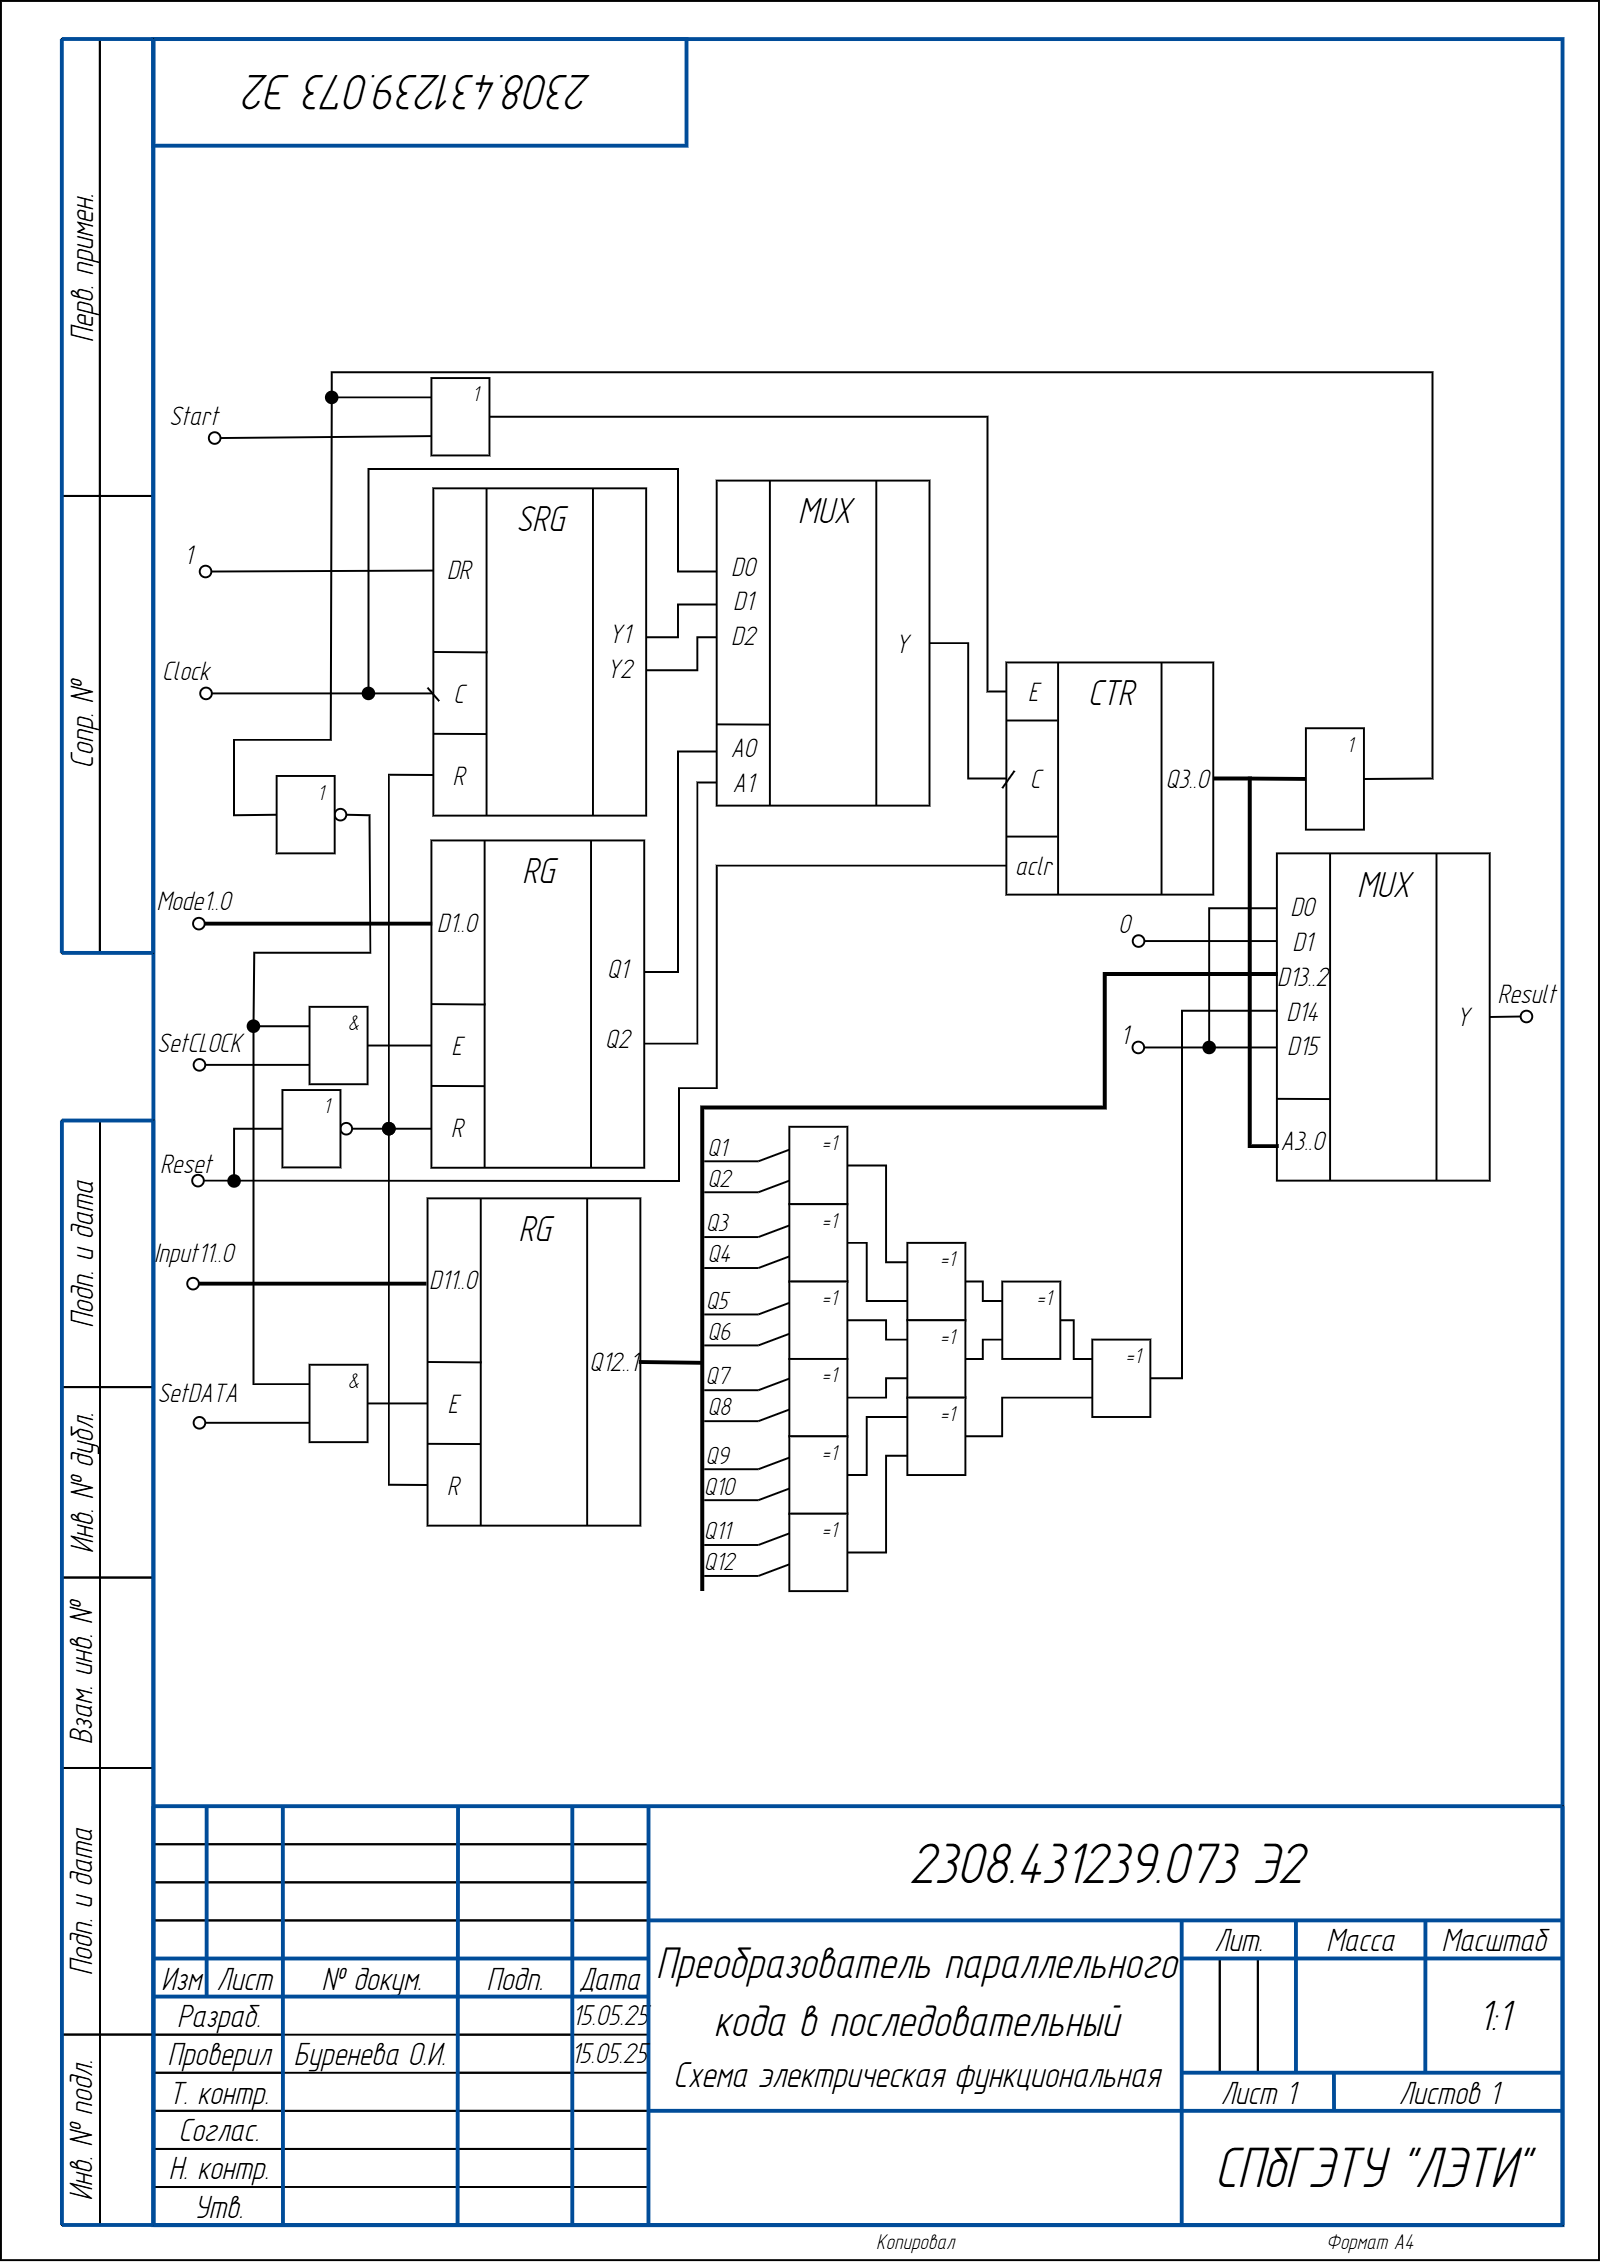 2308.431239.073 Э2
Перв. примен.
Справ. №
Подп. и дата
Инв. № дубл.
Взам. инв. №
Подп. и дата
Инв. № подл.
Start
1
SRG
MUX
1
DR
D0
D1
D2
Y1
Y2
Y
Clock
C
R
A0
A1
E
CTR
C
Q3..0
aclr
1
1
RG
MUX
Mode1..0
D1..0
Q1
Q2
0
D0
D1
D13..2
D14
D15
A3..0
Y
Result
1
&
SetCLOCK
E
1
R
Reset
RG
Input11..0
D11..0
Q12..1
&
SetDATA
E
R
Q1
=1
Q2
Q3
=1
Q4
Q5
=1
Q6
Q7
=1
Q8
Q9
=1
Q10
Q11
=1
Q12
=1
=1
=1
=1
=1
2308.431239.073 Э2
Изм Лист № докум. Подп. Дата
Разраб. 15.05.25
Проверил Буренева О.И. 15.05.25
Т. контр.
Соглас.
Н. контр.
Утв.
Преобразователь параллельного
кода в последовательный
Схема электрическая функциональная
Лит. Масса Масштаб
1:1
Лист 1 Листов 1
СПбГЭТУ "ЛЭТИ"
Копировал Формат А4